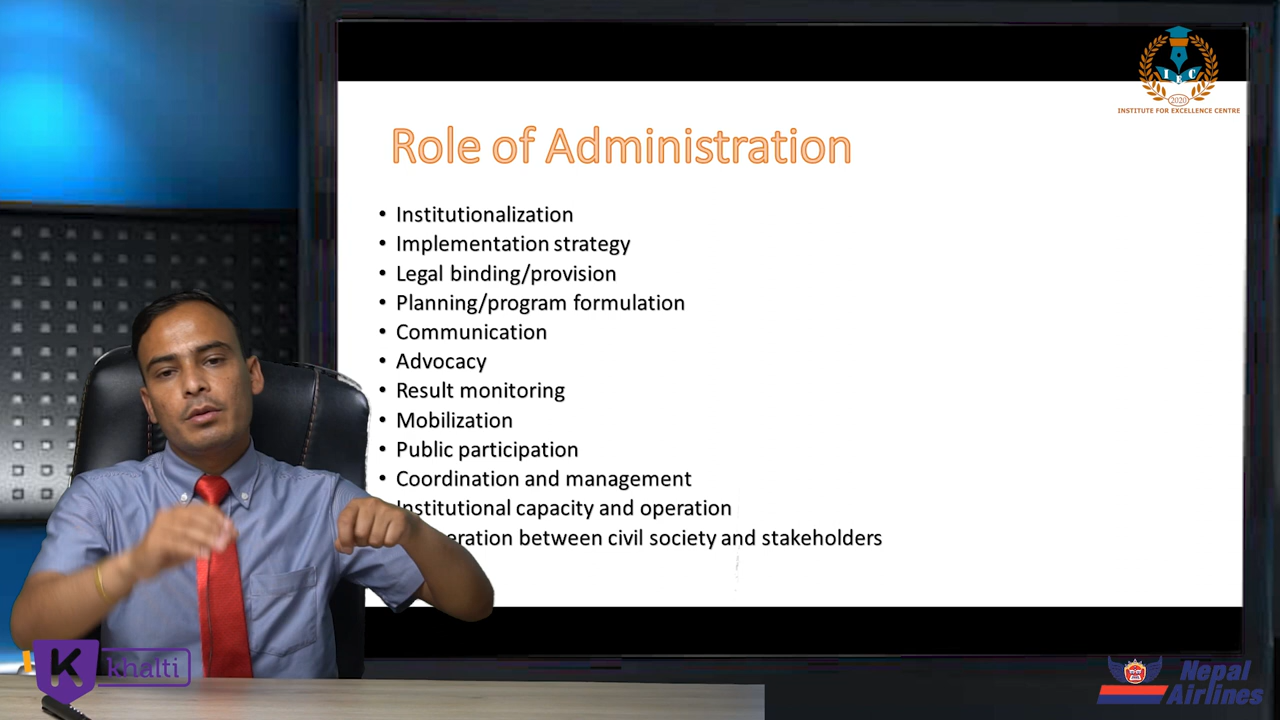 IEC
2020
INSTITUTE FOR EXCELLENCE CENTRE
Role of Administration
• Institutionalization
• Implementation strategy
• Legal binding/provision
• Planning/program formulation
• Communication
• Advocacy
• Result monitoring
• Mobilization
• Public participation
• Coordination and management
Institutional capacity and operation
between civil society and stakeholders
K khalti
Nepal
Airlines